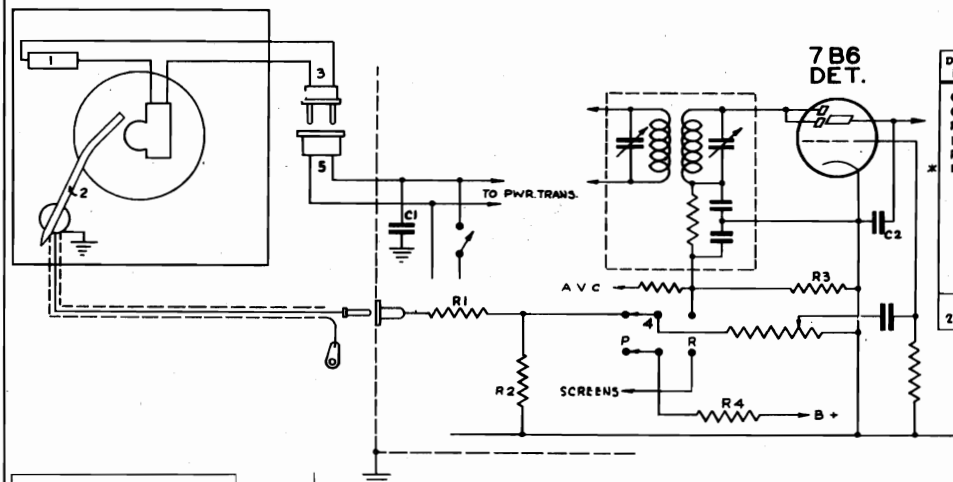 7B6
DET.
D
1
3
2
5
TO PWR. TRANS.
C1
C2
*
R1
AVC
R3
4
P
R
R2
SCREENS
R4
B+
2